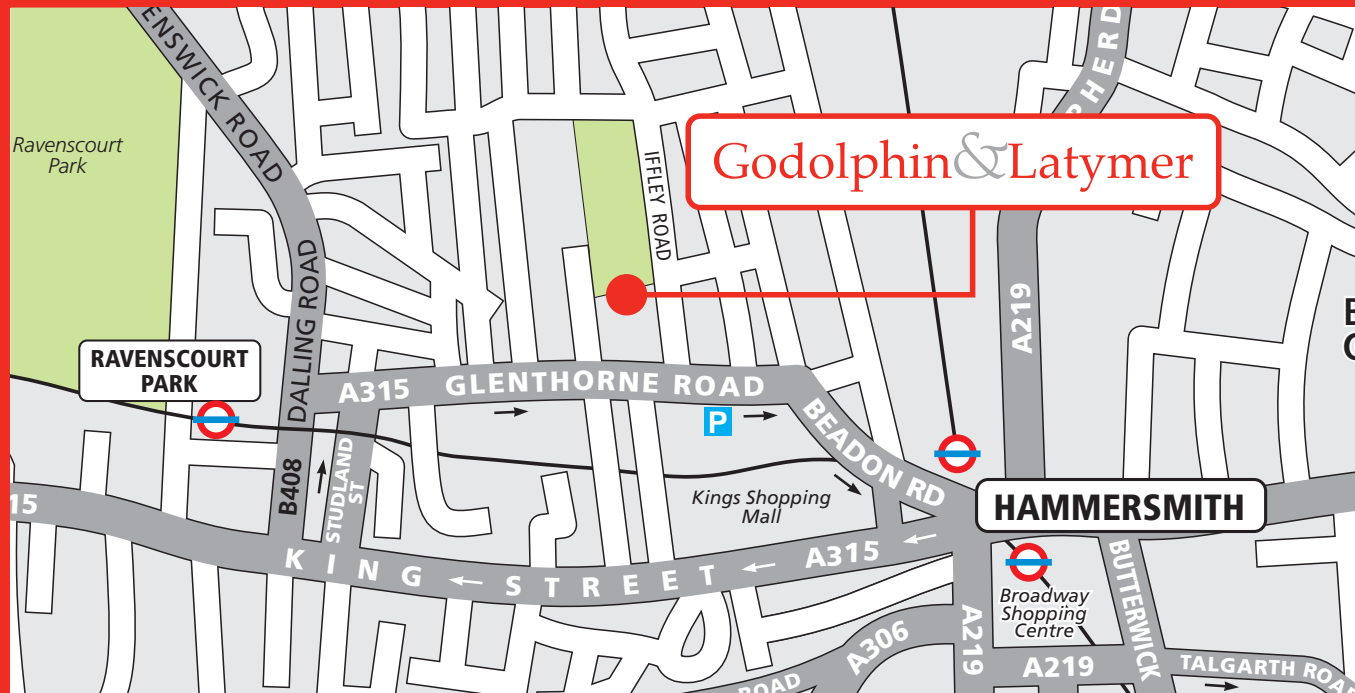 ENSWICK ROAD
PHERD
Ravenscourt
Park
Godolphin&Latymer
IFFLEY ROAD
DALLING ROAD
A219
RAVENSCOURT
PARK
A315 GLENTHORNE ROAD
P
BEADON RD
B408
STUDLAND
ST
Kings Shopping
Mall
HAMMERSMITH
15
KING STREET
A315
BUTTERWICK
Broadway
Shopping
Centre
A306
A219
A219
TALGARTH ROA
ROAD